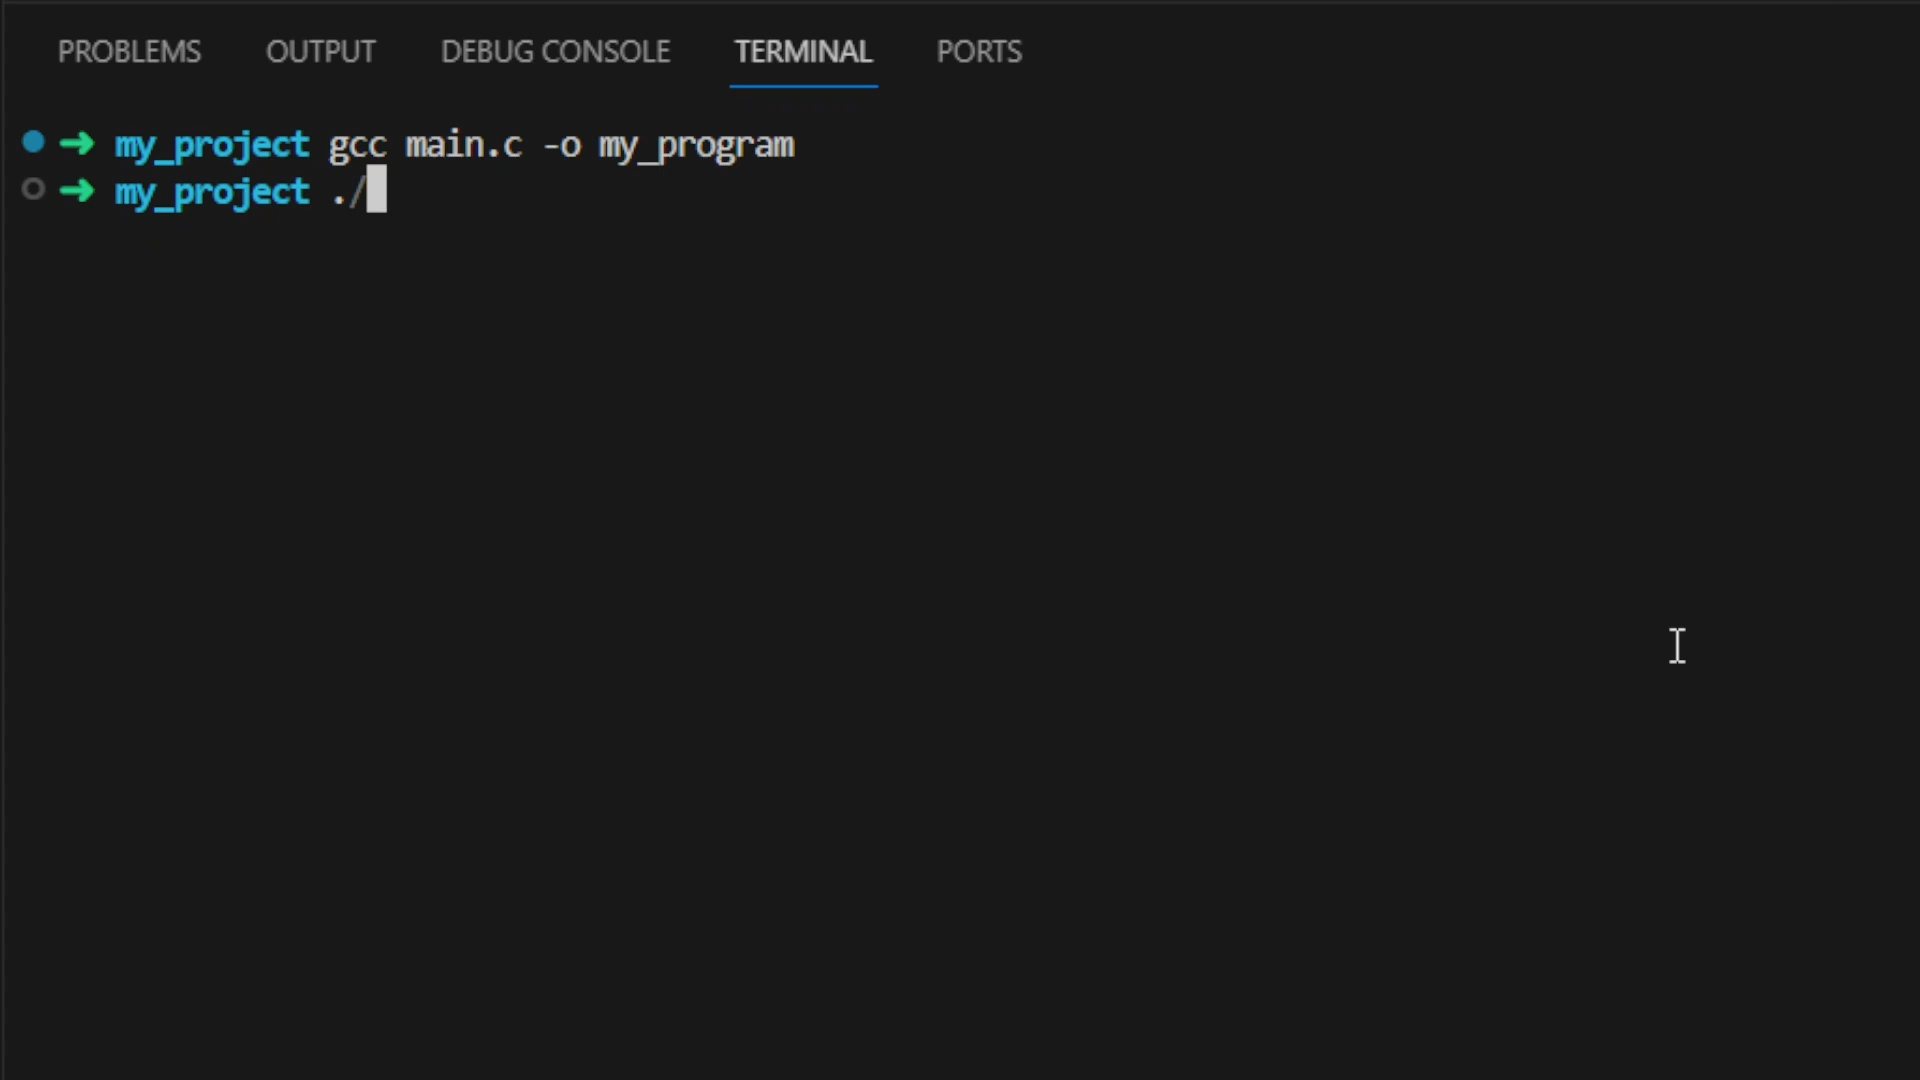 PROBLEMS OUTPUT DEBUG CONSOLE TERMINAL PORTS
➜ my_project gcc main.c -o my_program
➜ my_project ./